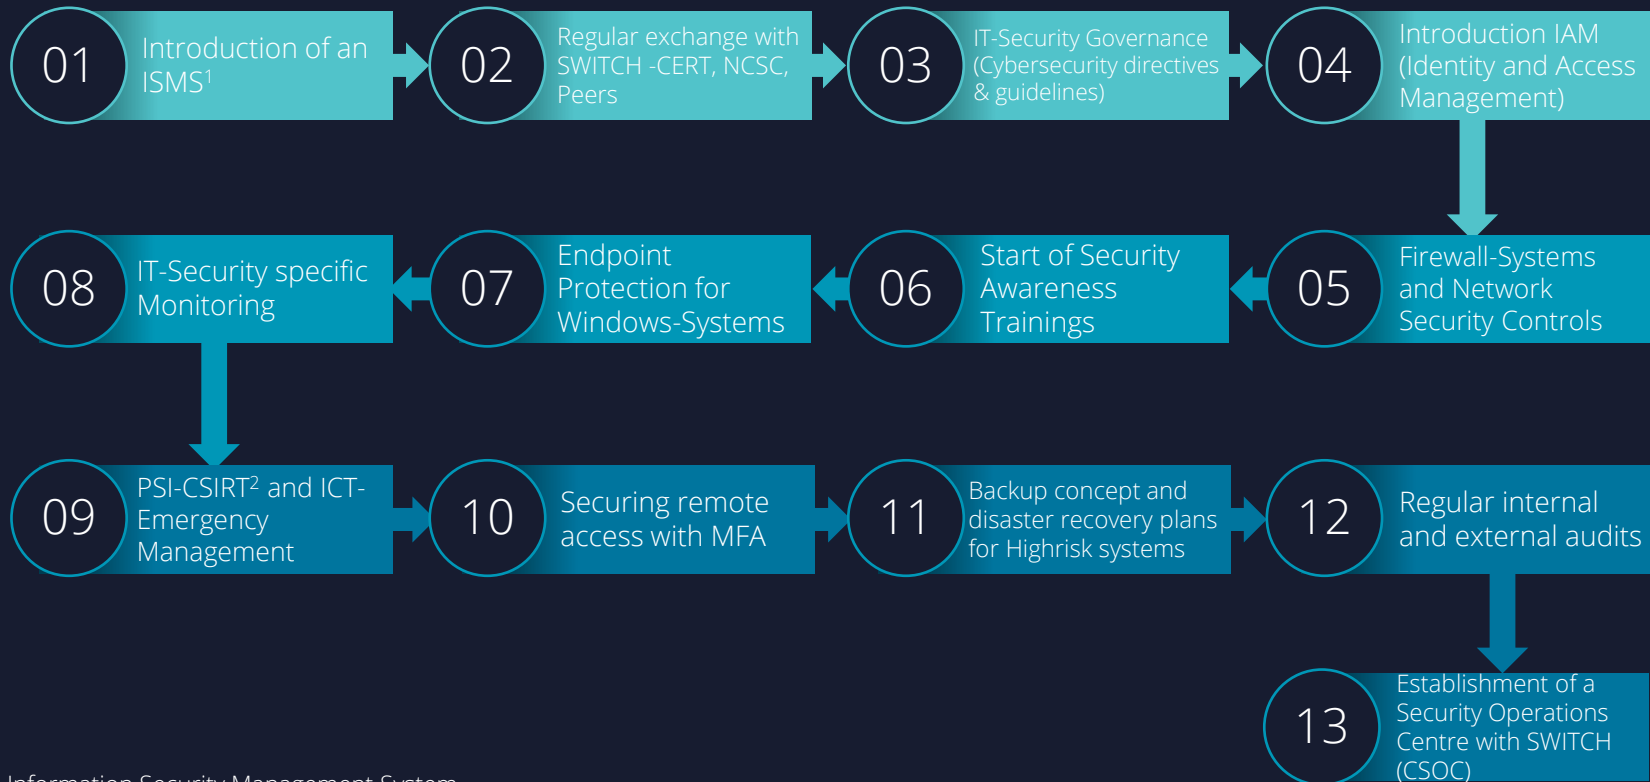 01
Introduction of an
ISMS¹
02
Regular exchange with
SWITCH -CERT, NCSC,
Peers
03
IT-Security Governance
(Cybersecurity directives
& guidelines)
04
Introduction IAM
(Identity and Access
Management)
05
Firewall-Systems
and Network
Security Controls
06
Start of Security
Awareness
Trainings
07
Endpoint
Protection for
Windows-Systems
08
IT-Security specific
Monitoring
09
PSI-CSIRT² and ICT-
Emergency
Management
10
Securing remote
access with MFA
11
Backup concept and
disaster recovery plans
for Highrisk systems
12
Regular internal
and external audits
13
Establishment of a
Security Operations
Centre with SWITCH
(CSOC)
Information Security Management System